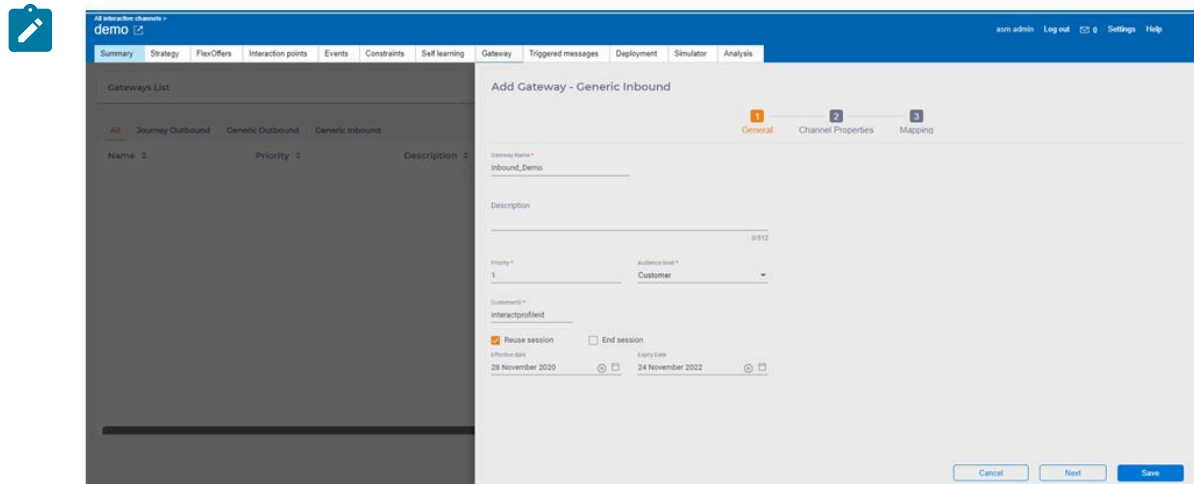 All interactive channels >
demo
asm admin Log out 0 Settings Help
Summary Strategy FlexOffers Interaction points Events Constraints Self learning Gateway Triggered messages Deployment Simulator Analysis
Gateways List
All Journey Outbound Generic Outbound Generic Inbound
Name Priority Description
Add Gateway - Generic Inbound
1 2 3
General Channel Properties Mapping
Gateway Name *
Inbound_Demo
Description
0/512
Priority * Audience level *
1 Customer
CustomerID *
interactprofileid
Reuse session End session
Effective date Expiry Date
28 November 2020 24 November 2022
Cancel Next Save